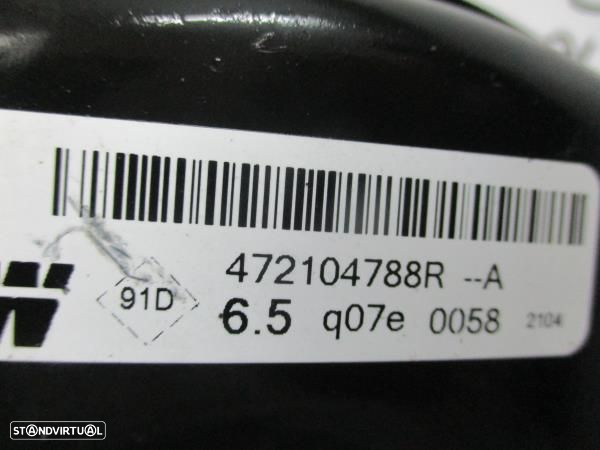 472104788R --A
91D
6.5 q07e 0058 2104
STANDVIRTUAL